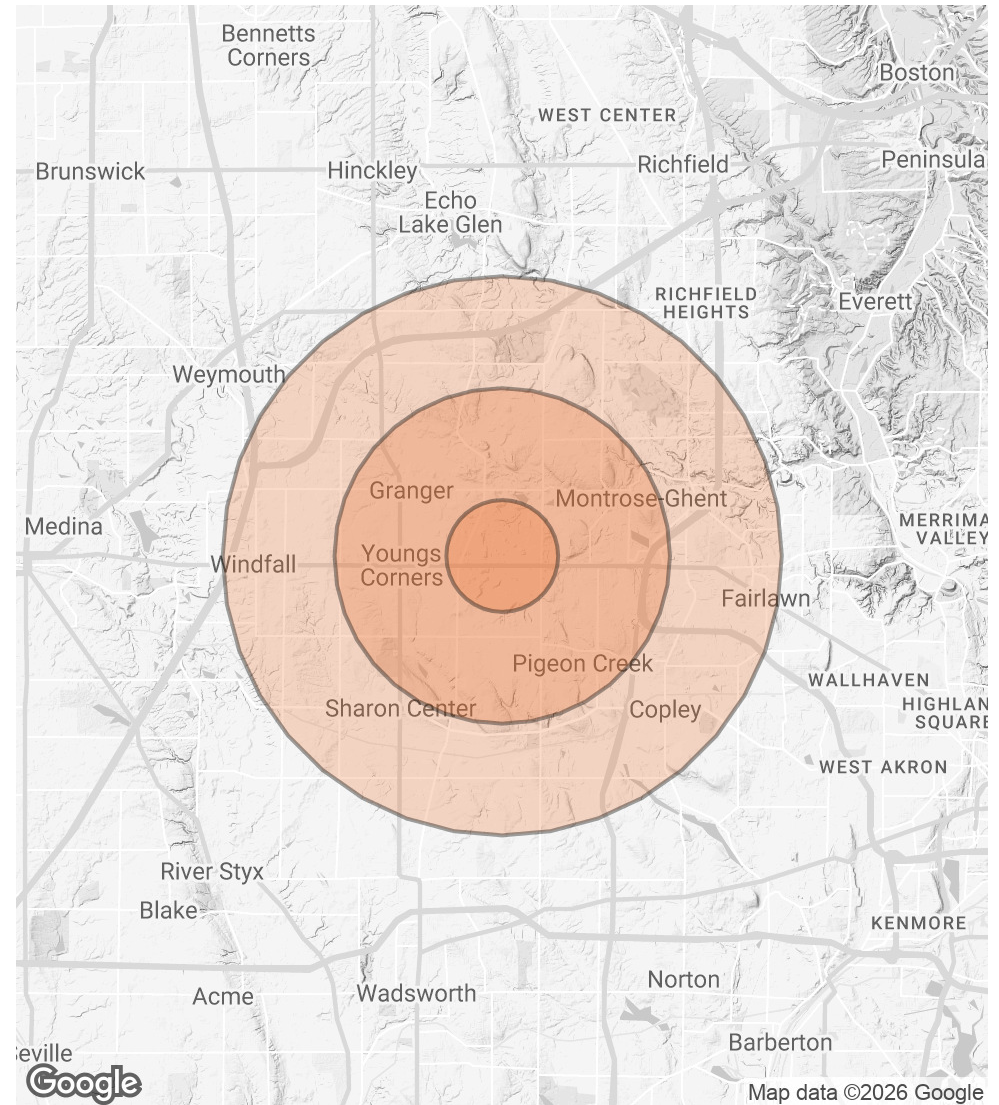 Bennetts
Corners
Boston
WEST CENTER
Brunswick
Hinckley
Richfield
Peninsula
Echo
Lake Glen
RICHFIELD
HEIGHTS
Everett
Weymouth
Granger
Montrose-Ghent
Medina
MERRIMA
VALLEY
Youngs
Corners
Windfall
Fairlawn
Pigeon Creek
WALLHAVEN
Sharon Center
Copley
HIGHLAN
SQUARE
WEST AKRON
River Styx
Blake
KENMORE
Norton
Acme
Wadsworth
Barberton
Seville
Google
Map data ©2026 Google